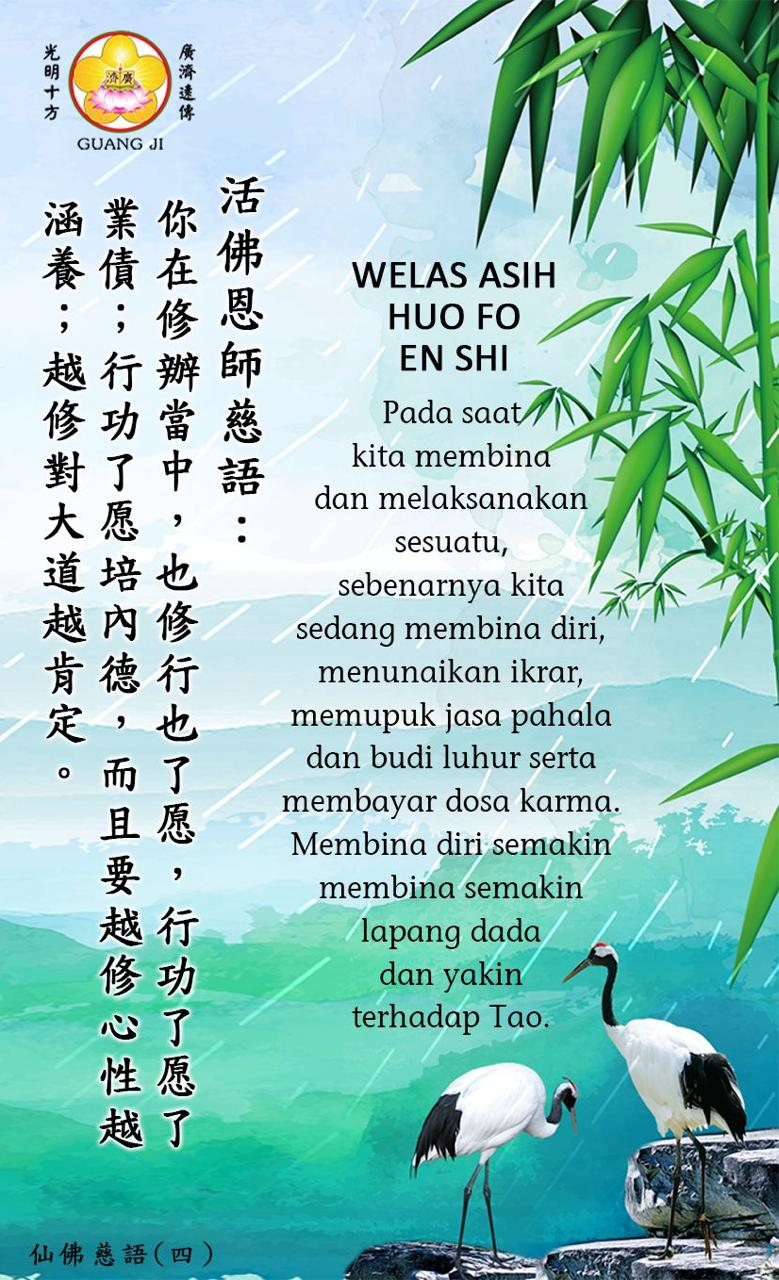 光明十方
廣濟
廣濟遠傳
GUANG JI
活佛恩師慈語：
你在修辦當中，也修行也了愿，行功了愿了
業債；行功了愿培內德，而且要越修心性越
涵養；越修對大道越肯定。
WELAS ASIH
HUO FO
EN SHI
Pada saat
kita membina
dan melaksanakan
sesuatu,
sebenarnya kita
sedang membina diri,
menunaikan ikrar,
memupuk jasa pahala
dan budi luhur serta
membayar dosa karma.
Membina diri semakin
membina semakin
lapang dada
dan yakin
terhadap Tao.
仙佛慈語(四)